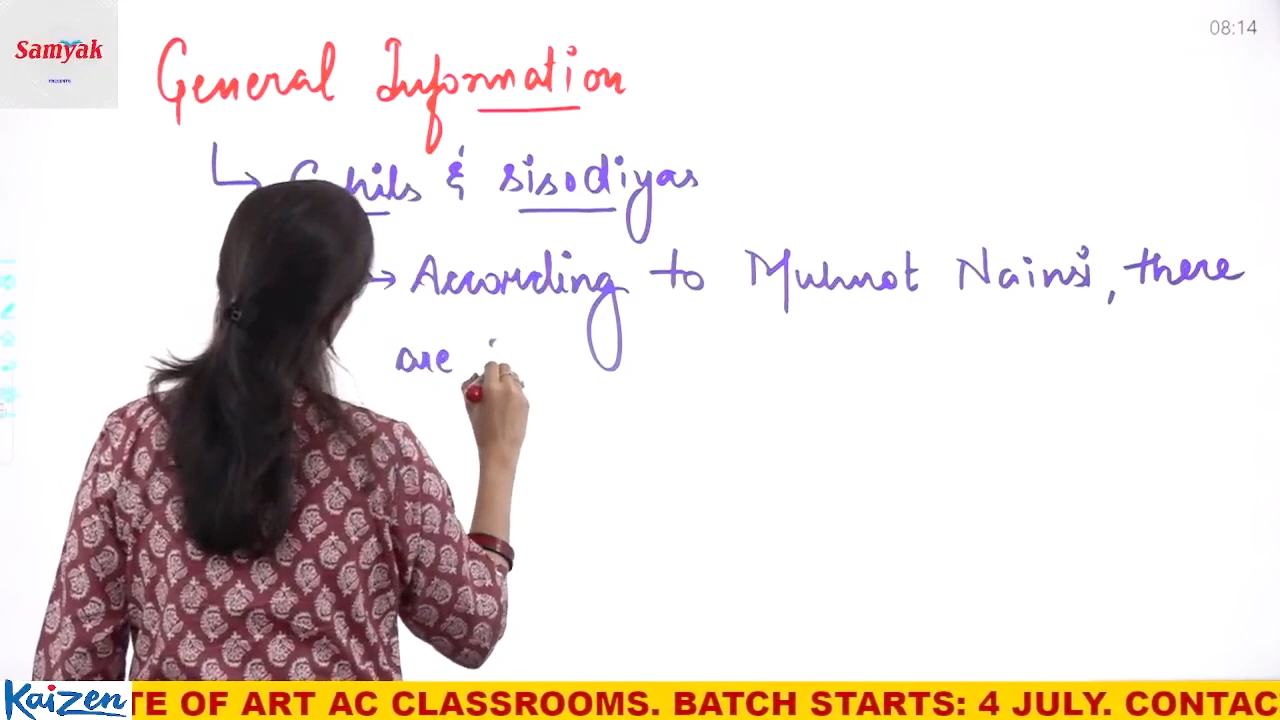 Samyak
08:14
General Information
& sisodiyas
According to Muhnot Nainsi, there
are
Kaizen
TE OF ART AC CLASSROOMS. BATCH STARTS: 4 JULY. CONTAC